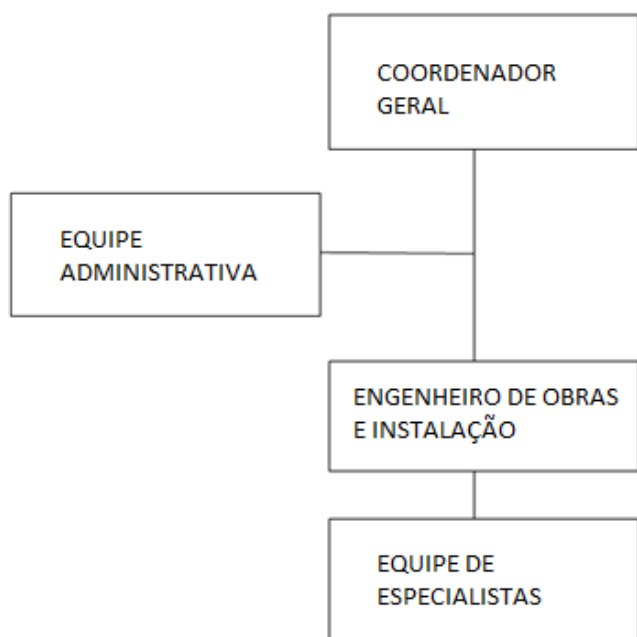 COORDENADOR
GERAL
EQUIPE
ADMINISTRATIVA
ENGENHEIRO DE OBRAS
E INSTALAÇÃO
EQUIPE DE
ESPECIALISTAS